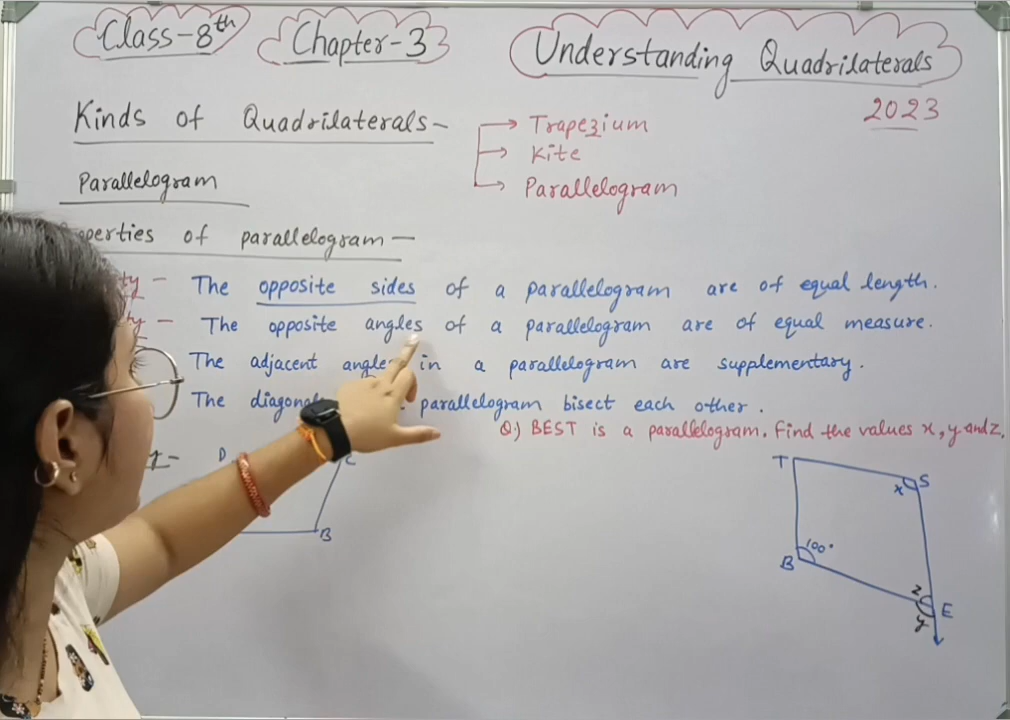 Class-8th Chapter-3 Understanding Quadrilaterals
2023
Kinds of Quadrilaterals-
→ Trapezium
→ Kite
→ Parallelogram
Parallelogram
of parallelogram-
The opposite sides of a parallelogram are of equal length.
The opposite angles of a parallelogram are of equal measure.
The adjacent angles in a parallelogram are supplementary.
The parallelogram bisect each other.
Q.) BEST is a parallelogram. Find the values x, y and z.
D C
B
T S
x
100°
B
z
E
y